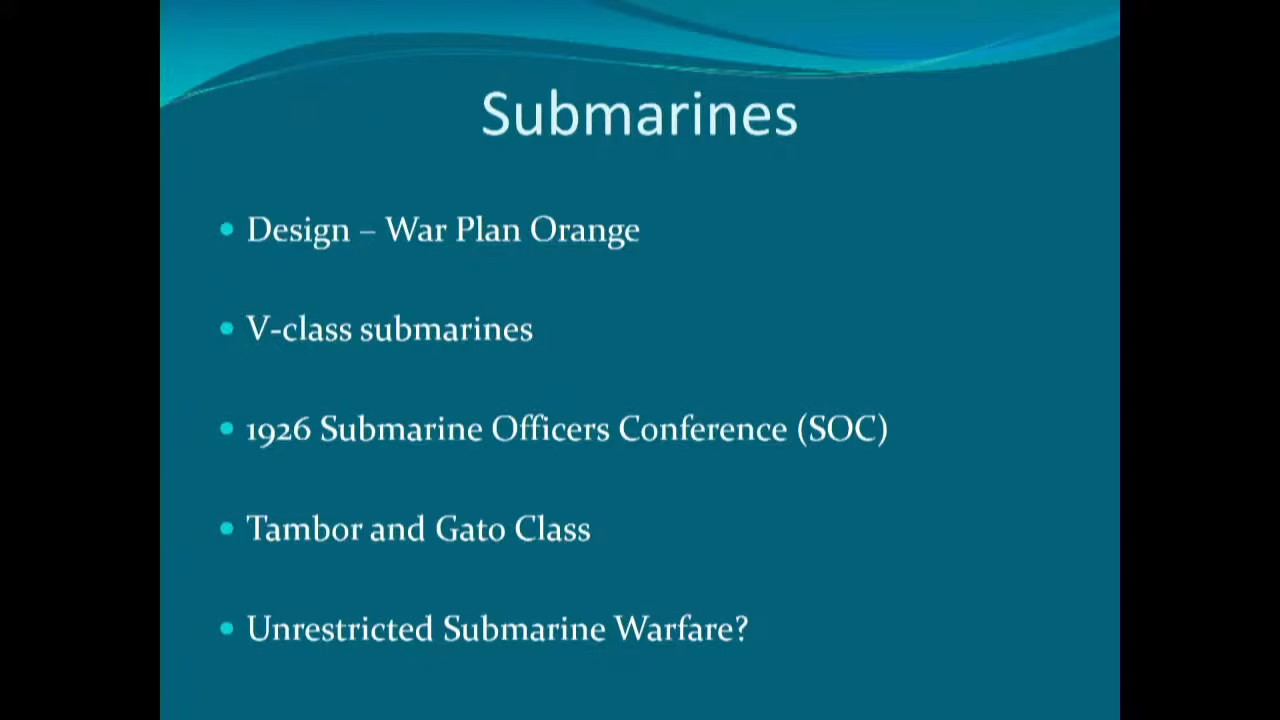 Submarines
• Design – War Plan Orange
• V-class submarines
• 1926 Submarine Officers Conference (SOC)
• Tambor and Gato Class
• Unrestricted Submarine Warfare?